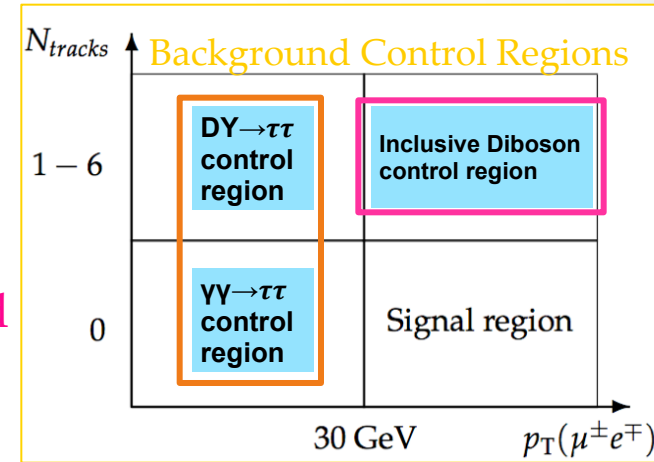 N_tracks
Background Control Regions
1 − 6
DY→ττ
control
region
Inclusive Diboson
control region
1
0
γγ→ττ
control
region
Signal region
30 GeV
p_T(μ^±e^∓)